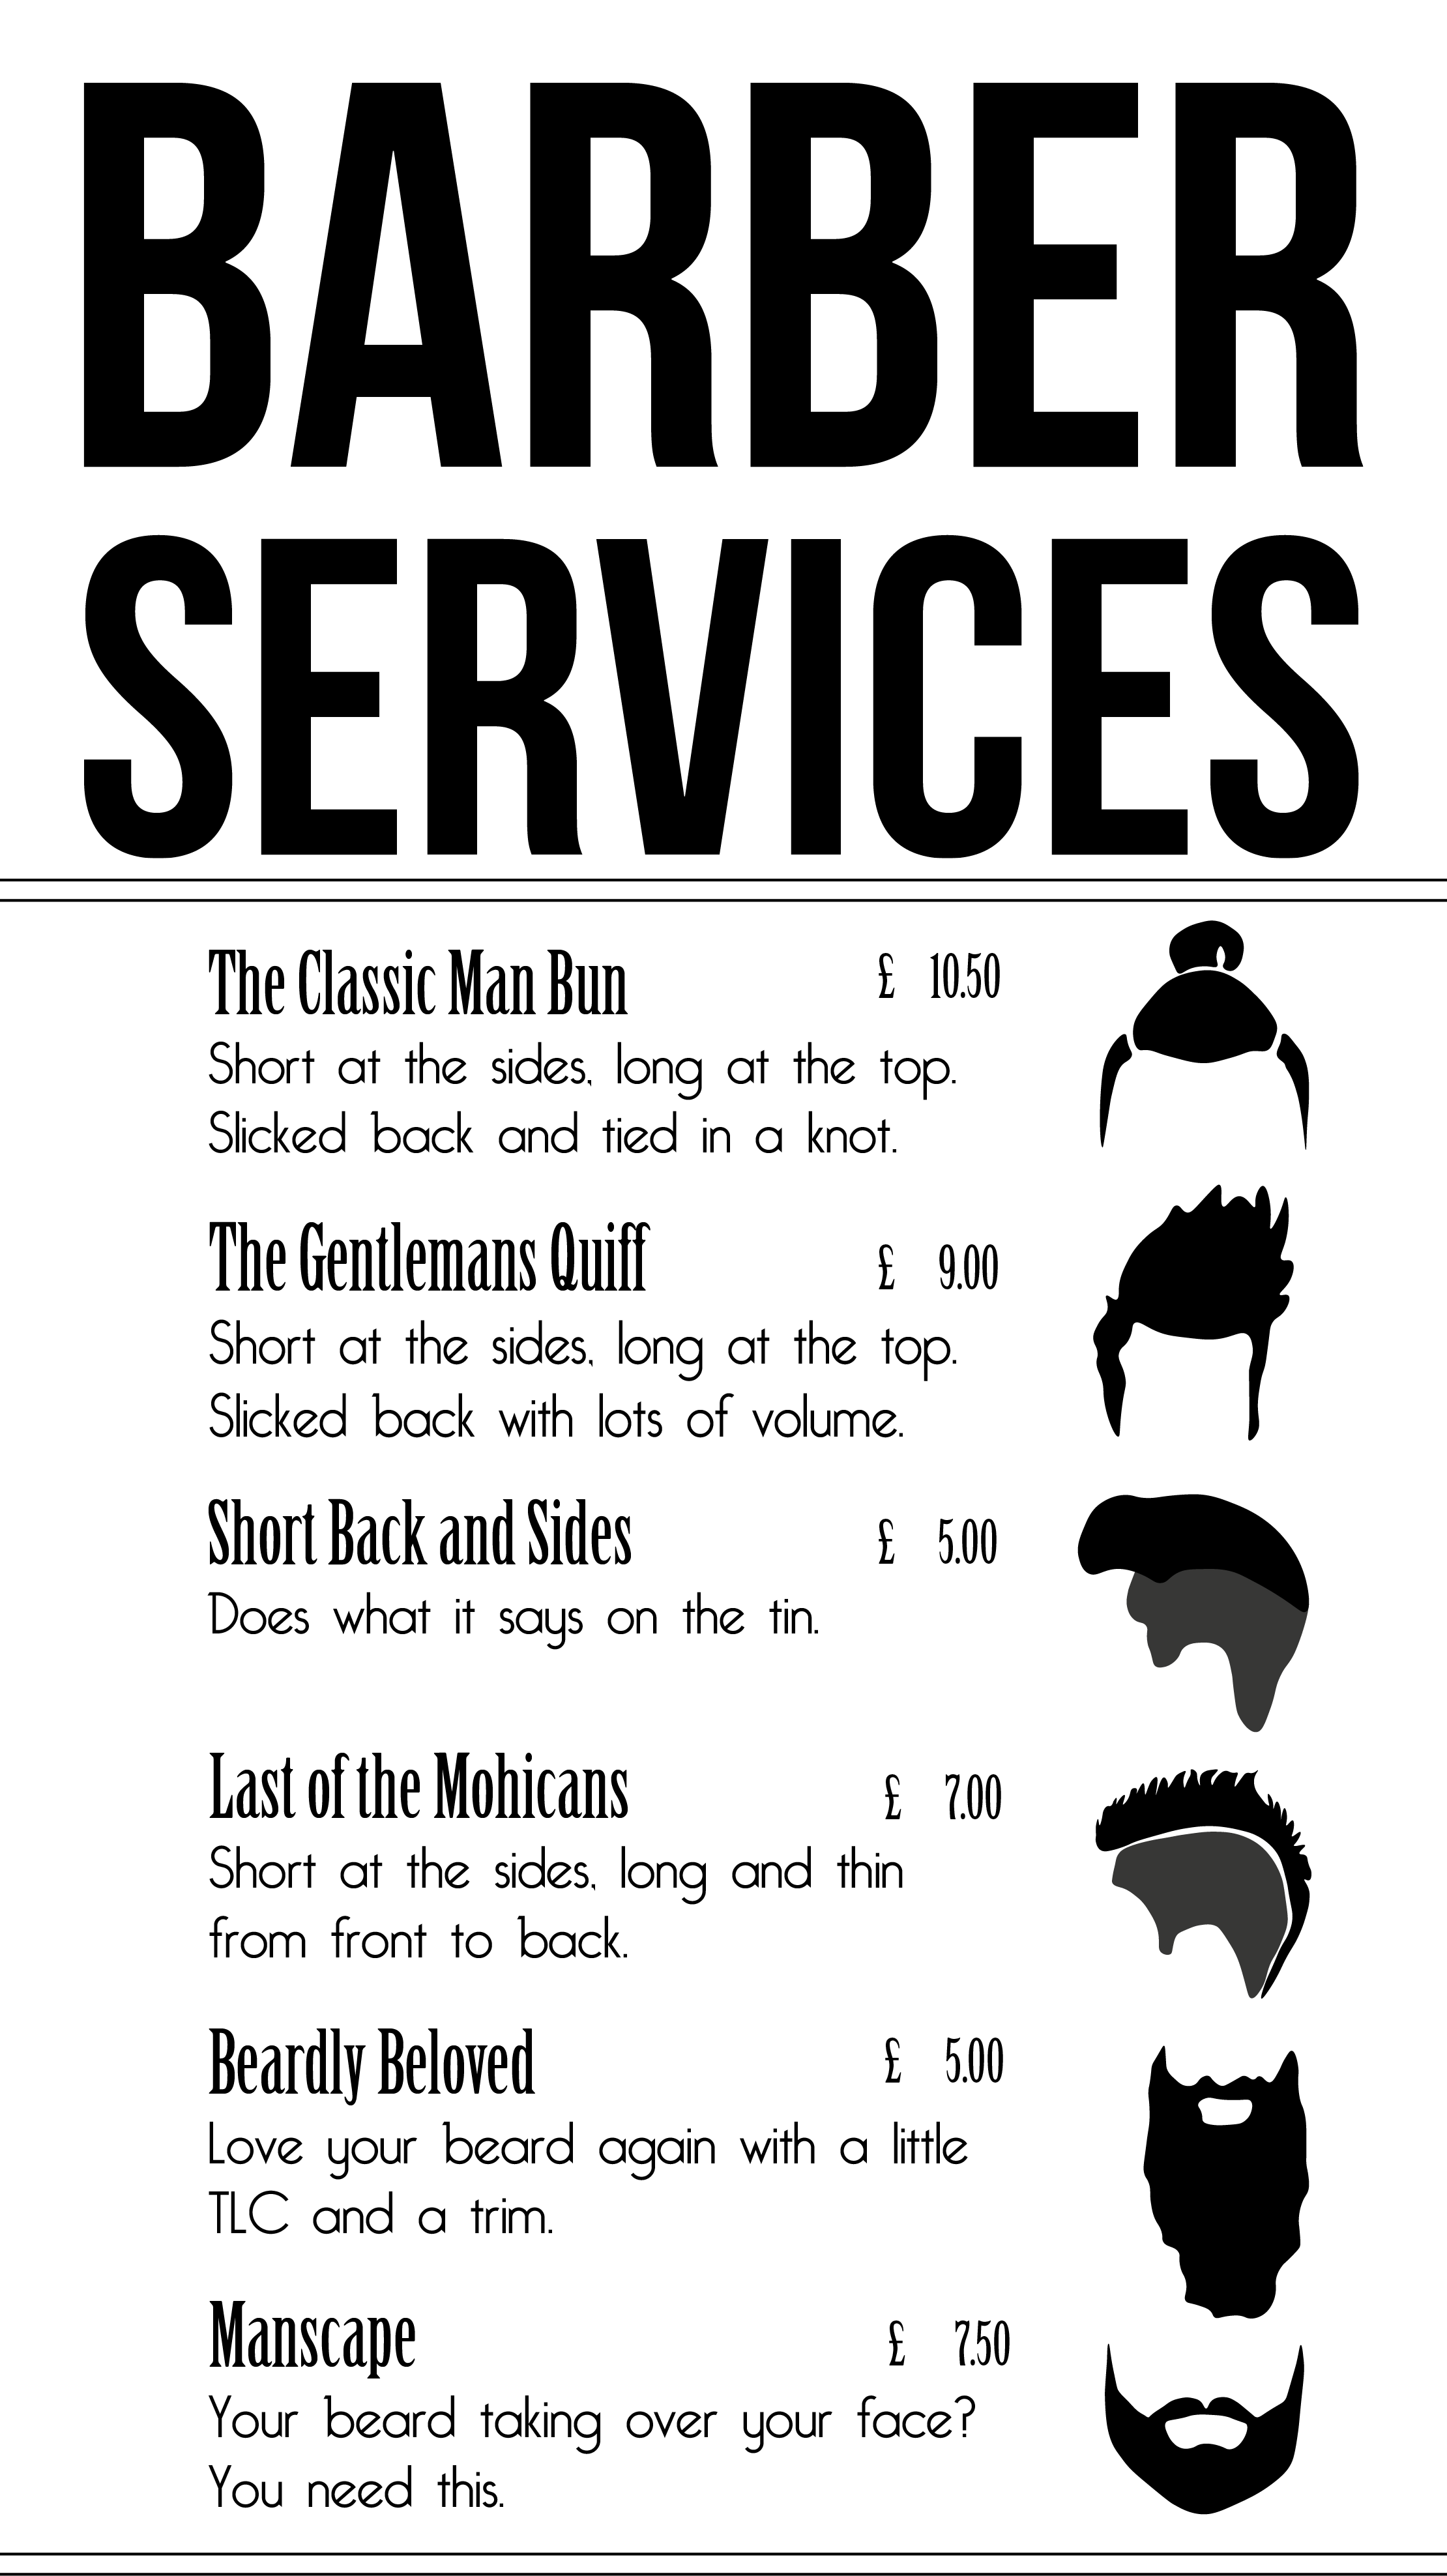 BARBER
SERVICES
The Classic Man Bun £ 10.50
Short at the sides, long at the top.
Slicked back and tied in a knot.
The Gentlemans Quiff £ 9.00
Short at the sides, long at the top.
Slicked back with lots of volume.
Short Back and Sides £ 5.00
Does what it says on the tin.
Last of the Mohicans £ 7.00
Short at the sides, long and thin
from front to back.
Beardly Beloved £ 5.00
Love your beard again with a little
TLC and a trim.
Manscape £ 7.50
Your beard taking over your face?
You need this.